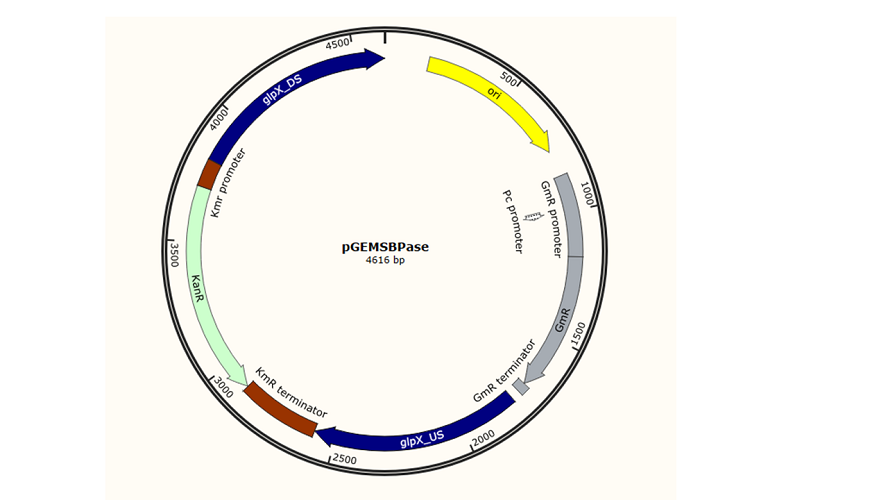 4500
500
glpX_DS
ori
4000
1000
Kmr promoter
GmR promoter
Pc promoter
pGEMSBPase
4616 bp
3500
KanR
GmR
1500
GmR terminator
3000
KmR terminator
glpX_US
2000
2500